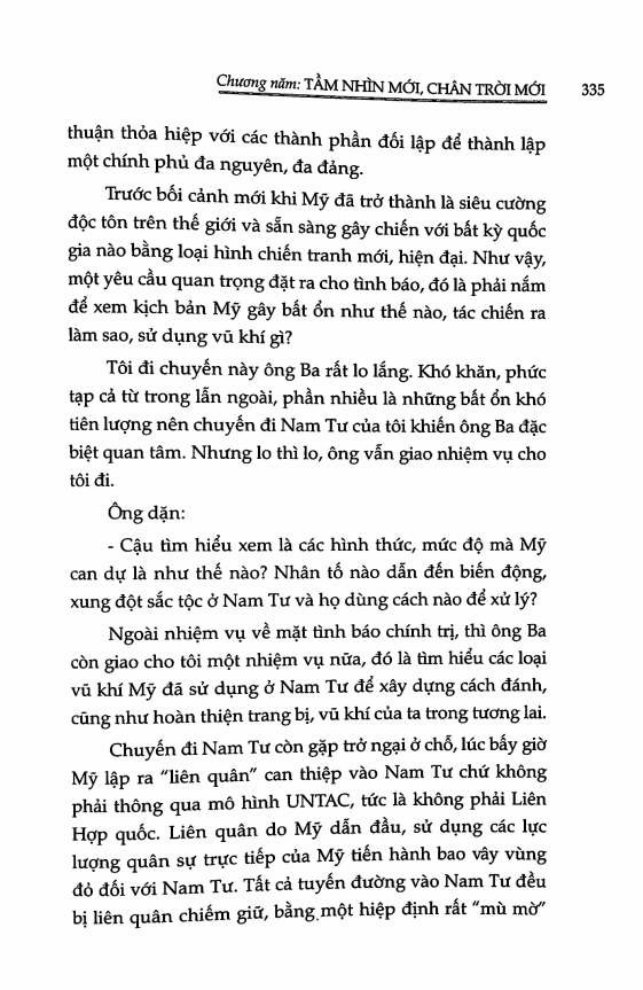 Chương năm: TẦM NHÌN MỚI, CHÂN TRỜI MỚI 335
thuận thỏa hiệp với các thành phần đối lập để thành lập
một chính phủ đa nguyên, đa đảng.
Trước bối cảnh mới khi Mỹ đã trở thành là siêu cường
độc tôn trên thế giới và sẵn sàng gây chiến với bất kỳ quốc
gia nào bằng loại hình chiến tranh mới, hiện đại. Như vậy,
một yêu cầu quan trọng đặt ra cho tình báo, đó là phải nắm
để xem kịch bản Mỹ gây bất ổn như thế nào, tác chiến ra
làm sao, sử dụng vũ khí gì?
Tôi đi chuyến này ông Ba rất lo lắng. Khó khăn, phức
tạp cả từ trong lẫn ngoài, phần nhiều là những bất ổn khó
tiên lượng nên chuyến đi Nam Tư của tôi khiến ông Ba đặc
biệt quan tâm. Nhưng lo thì lo, ông vẫn giao nhiệm vụ cho
tôi đi.
Ông dặn:
- Cậu tìm hiểu xem là các hình thức, mức độ mà Mỹ
can dự là như thế nào? Nhân tố nào dẫn đến biến động,
xung đột sắc tộc ở Nam Tư và họ dùng cách nào để xử lý?
Ngoài nhiệm vụ về mặt tình báo chính trị, thì ông Ba
còn giao cho tôi một nhiệm vụ nữa, đó là tìm hiểu các loại
vũ khí Mỹ đã sử dụng ở Nam Tư để xây dựng cách đánh,
cũng như hoàn thiện trang bị, vũ khí của ta trong tương lai.
Chuyến đi Nam Tư còn gặp trở ngại ở chỗ, lúc bấy giờ
Mỹ lập ra "liên quân" can thiệp vào Nam Tư chứ không
phải thông qua mô hình UNTAC, tức là không phải Liên
Hợp quốc. Liên quân do Mỹ dẫn đầu, sử dụng các lực
lượng quân sự trực tiếp của Mỹ tiến hành bao vây vùng
đỏ đối với Nam Tư. Tất cả tuyến đường vào Nam Tư đều
bị liên quân chiếm giữ, bằng một hiệp định rất "mù mờ"